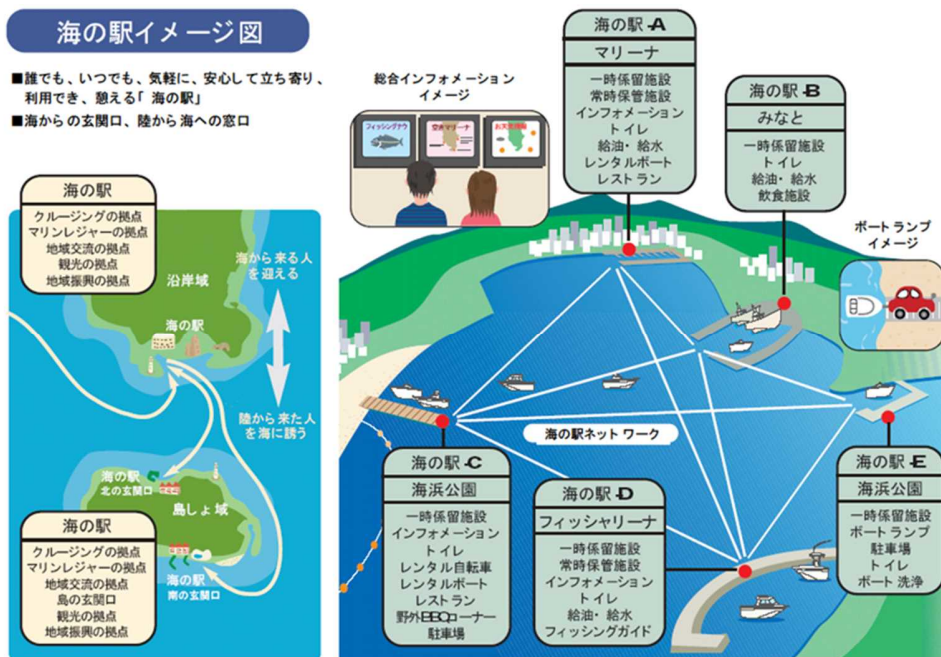 海の駅イメージ図
■誰でも、いつでも、気軽に、安心して立ち寄り、
利用でき、憩える「海の駅」
■海からの玄関口、陸から海への窓口
海の駅
クルージングの拠点
マリンレジャーの拠点
地域交流の拠点
観光の拠点
地域振興の拠点
沿岸域
海から来る人
を迎える
海の駅
陸から来た人
を海に誘う
海の駅
北の玄関口
島しょ域
海の駅
南の玄関口
海の駅
クルージングの拠点
マリンレジャーの拠点
地域交流の拠点
島の玄関口
観光の拠点
地域振興の拠点
総合インフォメーション
イメージ
フィッシングナウ
空きマリーナ
お天気情報
海の駅-A
マリーナ
一時係留施設
常時保管施設
インフォメーション
トイレ
給油・給水
レンタルボート
レストラン
海の駅-B
みなと
一時係留施設
トイレ
給油・給水
飲食施設
ボートランプ
イメージ
海の駅ネットワーク
海の駅-C
海浜公園
一時係留施設
インフォメーション
トイレ
レンタル自転車
レンタルボート
レストラン
野外BBQコーナー
駐車場
海の駅-D
フィッシャリーナ
一時係留施設
常時保管施設
インフォメーション
トイレ
給油・給水
フィッシングガイド
海の駅-E
海浜公園
一時係留施設
ボートランプ
駐車場
トイレ
ボート洗浄